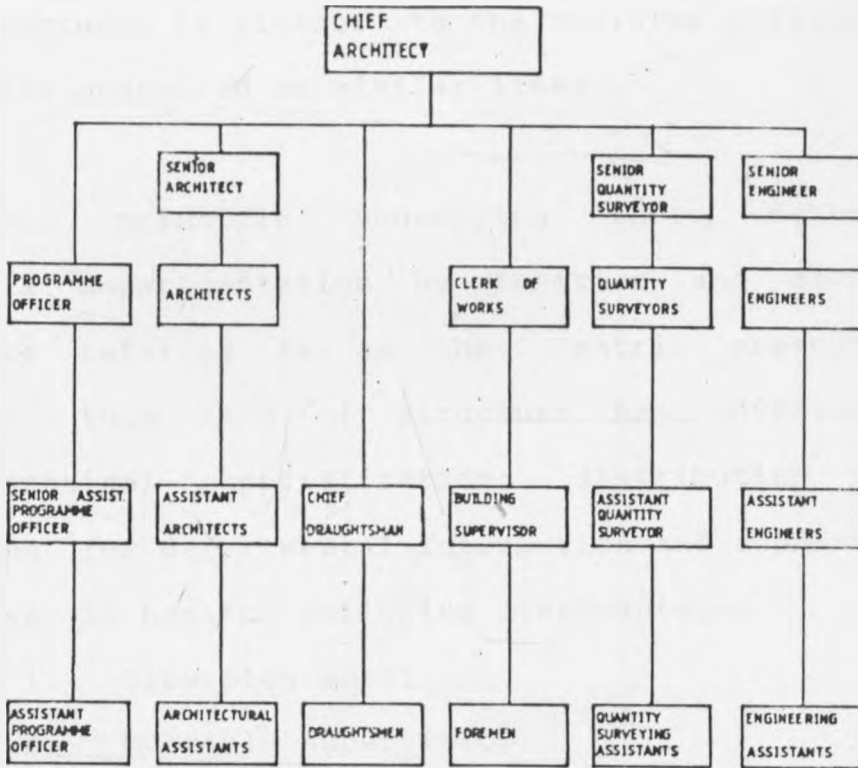 CHIEF
ARCHITECT
SENIOR
ARCHITECT
SENIOR
QUANTITY
SURVEYOR
SENIOR
ENGINEER
PROGRAMME
OFFICER
ARCHITECTS
CLERK OF
WORKS
QUANTITY
SURVEYORS
ENGINEERS
SENIOR ASSIST.
PROGRAMME
OFFICER
ASSISTANT
ARCHITECTS
CHIEF
DRAUGHTSMAN
BUILDING
SUPERVISOR
ASSISTANT
QUANTITY
SURVEYOR
ASSISTANT
ENGINEERS
ASSISTANT
PROGRAMME
OFFICER
ARCHITECTURAL
ASSISTANTS
DRAUGHTSMEN
FOREMEN
QUANTITY
SURVEYING
ASSISTANTS
ENGINEERING
ASSISTANTS